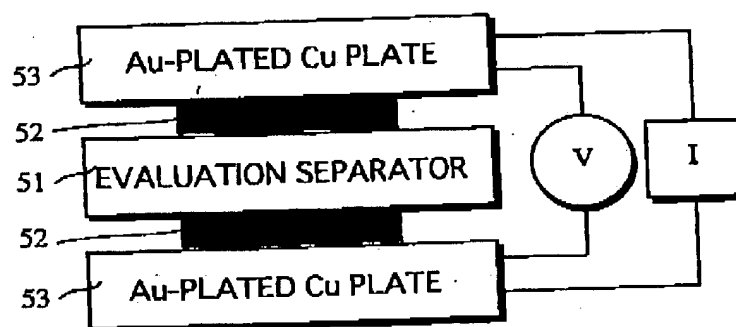 53
Au-PLATED Cu PLATE
52
51
EVALUATION SEPARATOR
V
I
52
53
Au-PLATED Cu PLATE